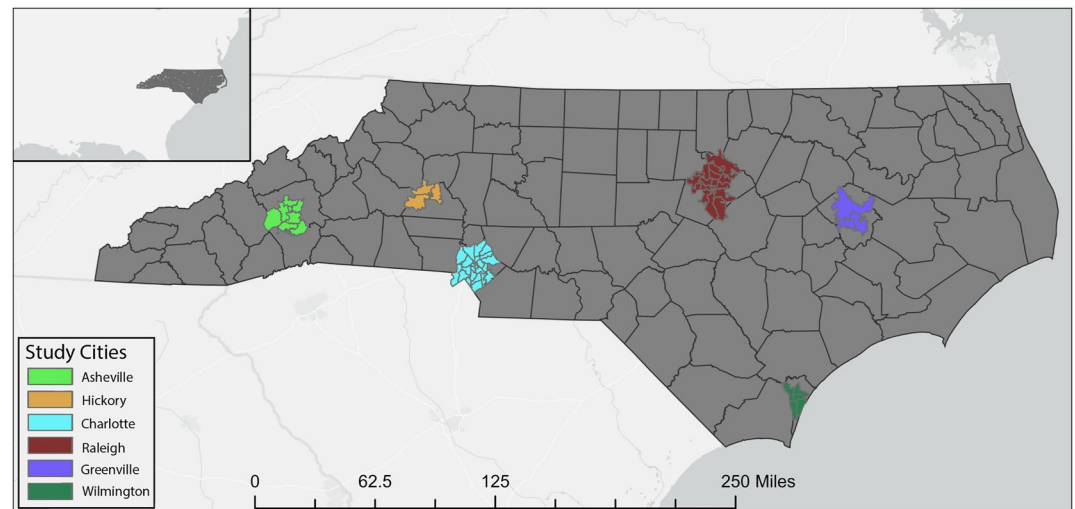 Study Cities
Asheville
Hickory
Charlotte
Raleigh
Greenville
Wilmington
0 62.5 125 250 Miles